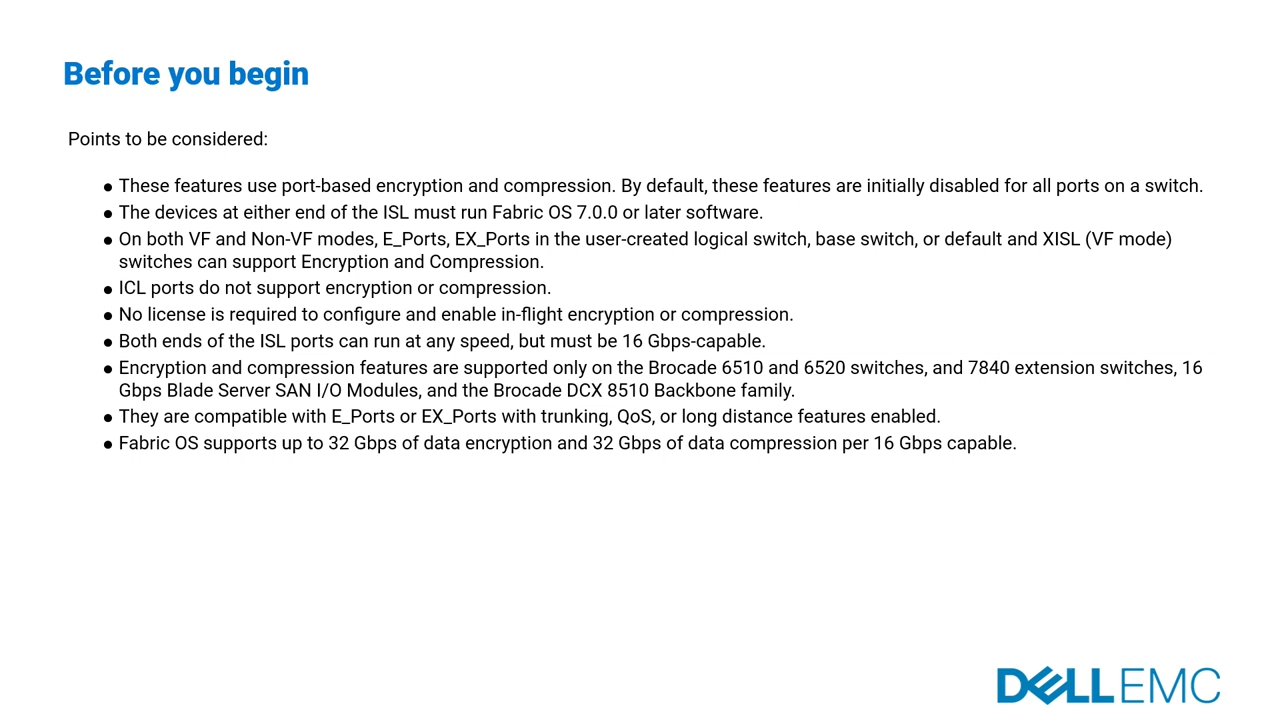 Before you begin
Points to be considered:
● These features use port-based encryption and compression. By default, these features are initially disabled for all ports on a switch.
● The devices at either end of the ISL must run Fabric OS 7.0.0 or later software.
● On both VF and Non-VF modes, E_Ports, EX_Ports in the user-created logical switch, base switch, or default and XISL (VF mode)
switches can support Encryption and Compression.
● ICL ports do not support encryption or compression.
● No license is required to configure and enable in-flight encryption or compression.
● Both ends of the ISL ports can run at any speed, but must be 16 Gbps-capable.
● Encryption and compression features are supported only on the Brocade 6510 and 6520 switches, and 7840 extension switches, 16
Gbps Blade Server SAN I/O Modules, and the Brocade DCX 8510 Backbone family.
● They are compatible with E_Ports or EX_Ports with trunking, QoS, or long distance features enabled.
● Fabric OS supports up to 32 Gbps of data encryption and 32 Gbps of data compression per 16 Gbps capable.
DELL EMC